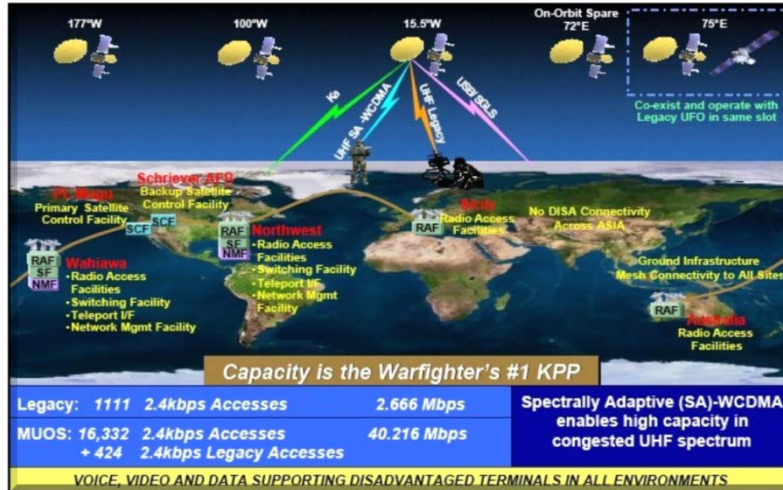 177°W
100°W
15.5°W
On-Orbit Spare
72°E
75°E
Co-exist and operate with
Legacy UFO in same slot
Ka
UHF SA -WCDMA
UHF Legacy
USB/SGLS
Schriever AFB
Backup Satellite
Control Facility
Pt. Mugu
Primary Satellite
Control Facility
SCF
SCF
RAF
SF
NMF
Wahiawa
•Radio Access
Facilities
•Switching Facility
•Teleport I/F
•Network Mgmt Facility
RAF
SF
NMF
Northwest
•Radio Access
Facilities
•Switching Facility
•Teleport I/F
•Network Mgmt
Facility
RAF
Sicily
Radio Access
Facilities
No DISA Connectivity
Across ASIA
Ground Infrastructure
Mesh Connectivity to All Sites
RAF
Australia
Radio Access
Facilities
Capacity is the Warfighter's #1 KPP
Legacy: 1111 2.4kbps Accesses 2.666 Mbps
MUOS: 16,332 2.4kbps Accesses 40.216 Mbps
+ 424 2.4kbps Legacy Accesses
Spectrally Adaptive (SA)-WCDMA
enables high capacity in
congested UHF spectrum
VOICE, VIDEO AND DATA SUPPORTING DISADVANTAGED TERMINALS IN ALL ENVIRONMENTS